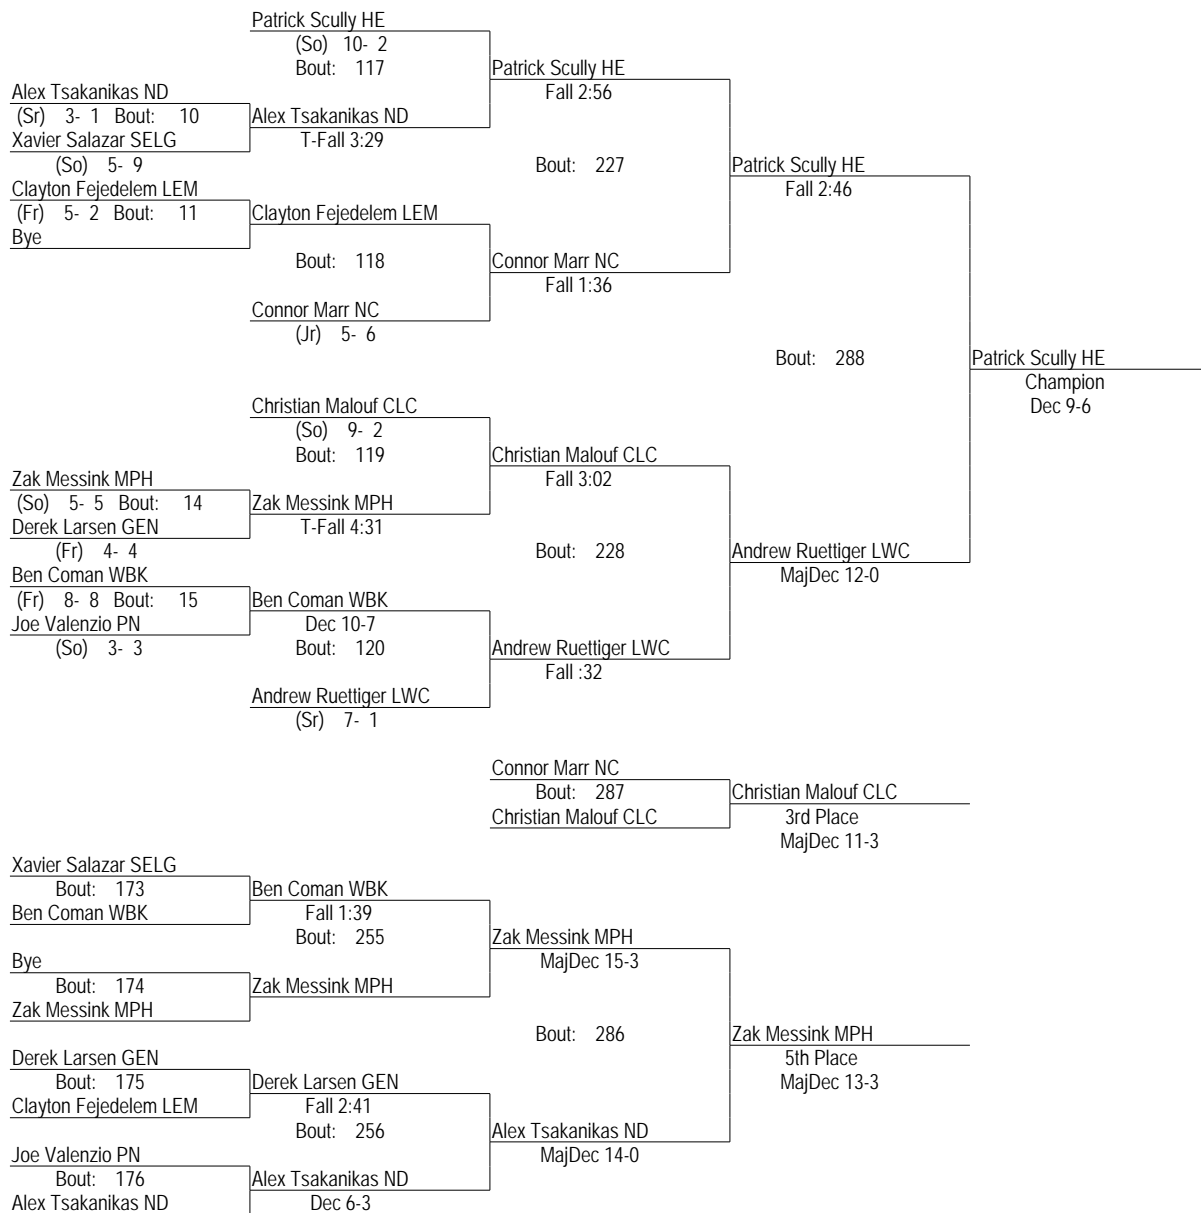 Patrick Scully HE
(So) 10- 2
Bout: 117
Patrick Scully HE
Fall 2:56
Alex Tsakanikas ND
(Sr) 3- 1 Bout: 10
Alex Tsakanikas ND
Xavier Salazar SELG
T-Fall 3:29
(So) 5- 9
Bout: 227
Patrick Scully HE
Clayton Fejedelem LEM
Fall 2:46
(Fr) 5- 2 Bout: 11
Clayton Fejedelem LEM
Bye
Bout: 118
Connor Marr NC
Fall 1:36
Connor Marr NC
(Jr) 5- 6
Bout: 288
Patrick Scully HE
Champion
Dec 9-6
Christian Malouf CLC
(So) 9- 2
Bout: 119
Christian Malouf CLC
Fall 3:02
Zak Messink MPH
(So) 5- 5 Bout: 14
Zak Messink MPH
Derek Larsen GEN
T-Fall 4:31
(Fr) 4- 4
Bout: 228
Andrew Ruettiger LWC
Ben Coman WBK
MajDec 12-0
(Fr) 8- 8 Bout: 15
Ben Coman WBK
Joe Valenzio PN
Dec 10-7
(So) 3- 3
Bout: 120
Andrew Ruettiger LWC
Fall :32
Andrew Ruettiger LWC
(Sr) 7- 1
Connor Marr NC
Bout: 287
Christian Malouf CLC
Christian Malouf CLC
3rd Place
MajDec 11-3
Xavier Salazar SELG
Bout: 173
Ben Coman WBK
Ben Coman WBK
Fall 1:39
Bout: 255
Zak Messink MPH
MajDec 15-3
Bye
Bout: 174
Zak Messink MPH
Zak Messink MPH
Bout: 286
Zak Messink MPH
5th Place
MajDec 13-3
Derek Larsen GEN
Bout: 175
Derek Larsen GEN
Clayton Fejedelem LEM
Fall 2:41
Bout: 256
Alex Tsakanikas ND
MajDec 14-0
Joe Valenzio PN
Bout: 176
Alex Tsakanikas ND
Alex Tsakanikas ND
Dec 6-3